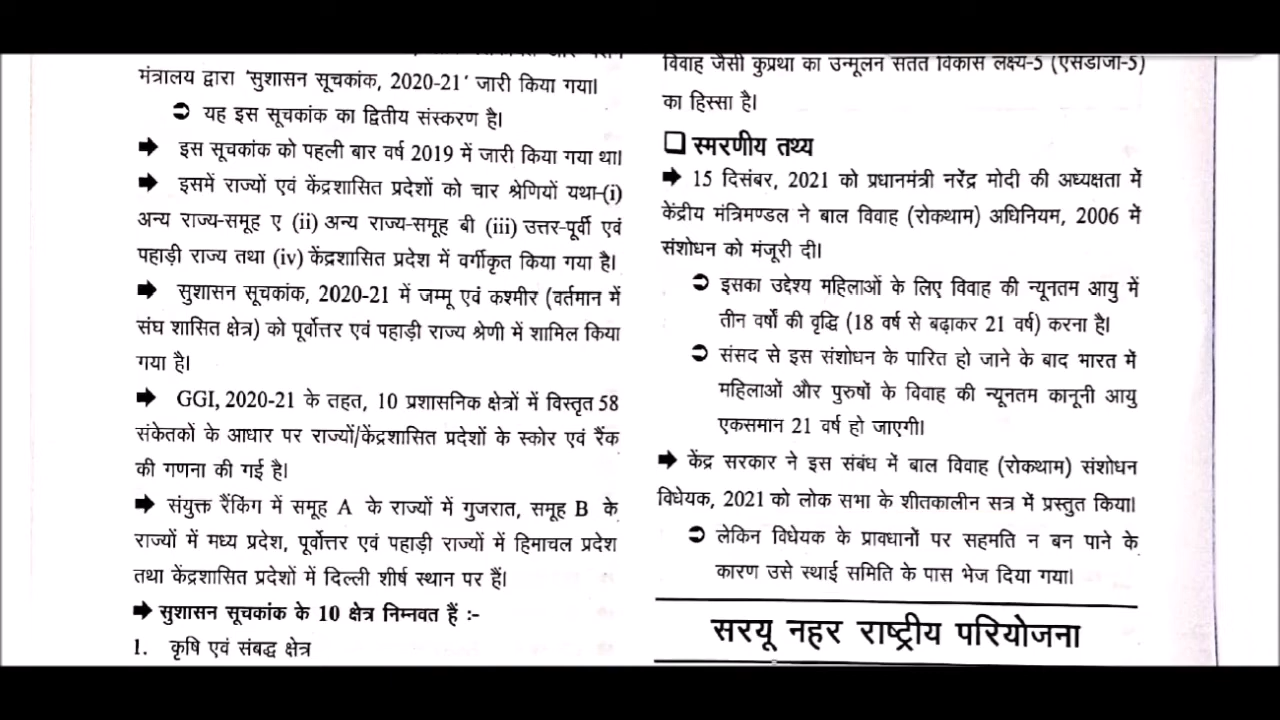 मंत्रालय द्वारा 'सुशासन सूचकांक, 2020-21' जारी किया गया।
➲ यह इस सूचकांक का द्वितीय संस्करण है।
➡ इस सूचकांक को पहली बार वर्ष 2019 में जारी किया गया था।
➡ इसमें राज्यों एवं केंद्रशासित प्रदेशों को चार श्रेणियों यथा-(i)
अन्य राज्य-समूह ए (ii) अन्य राज्य-समूह बी (iii) उत्तर-पूर्वी एवं
पहाड़ी राज्य तथा (iv) केंद्रशासित प्रदेश में वर्गीकृत किया गया है।
➡ सुशासन सूचकांक, 2020-21 में जम्मू एवं कश्मीर (वर्तमान में
संघ शासित क्षेत्र) को पूर्वोत्तर एवं पहाड़ी राज्य श्रेणी में शामिल किया
गया है।
➡ GGI, 2020-21 के तहत, 10 प्रशासनिक क्षेत्रों में विस्तृत 58
संकेतकों के आधार पर राज्यों/केंद्रशासित प्रदेशों के स्कोर एवं रैंक
की गणना की गई है।
➡ संयुक्त रैंकिंग में समूह A के राज्यों में गुजरात, समूह B के
राज्यों में मध्य प्रदेश, पूर्वोत्तर एवं पहाड़ी राज्यों में हिमाचल प्रदेश
तथा केंद्रशासित प्रदेशों में दिल्ली शीर्ष स्थान पर हैं।
➡ सुशासन सूचकांक के 10 क्षेत्र निम्नवत हैं :-
1. कृषि एवं संबद्ध क्षेत्र
विवाह जैसी कुप्रथा का उन्मूलन सतत विकास लक्ष्य-5 (एसडीजी-5)
का हिस्सा है।
❑ स्मरणीय तथ्य
➡ 15 दिसंबर, 2021 को प्रधानमंत्री नरेंद्र मोदी की अध्यक्षता में
केंद्रीय मंत्रिमण्डल ने बाल विवाह (रोकथाम) अधिनियम, 2006 में
संशोधन को मंजूरी दी।
➲ इसका उद्देश्य महिलाओं के लिए विवाह की न्यूनतम आयु में
तीन वर्षों की वृद्धि (18 वर्ष से बढ़ाकर 21 वर्ष) करना है।
➲ संसद से इस संशोधन के पारित हो जाने के बाद भारत में
महिलाओं और पुरुषों के विवाह की न्यूनतम कानूनी आयु
एकसमान 21 वर्ष हो जाएगी।
➡ केंद्र सरकार ने इस संबंध में बाल विवाह (रोकथाम) संशोधन
विधेयक, 2021 को लोक सभा के शीतकालीन सत्र में प्रस्तुत किया।
➲ लेकिन विधेयक के प्रावधानों पर सहमति न बन पाने के
कारण उसे स्थाई समिति के पास भेज दिया गया।
सरयू नहर राष्ट्रीय परियोजना